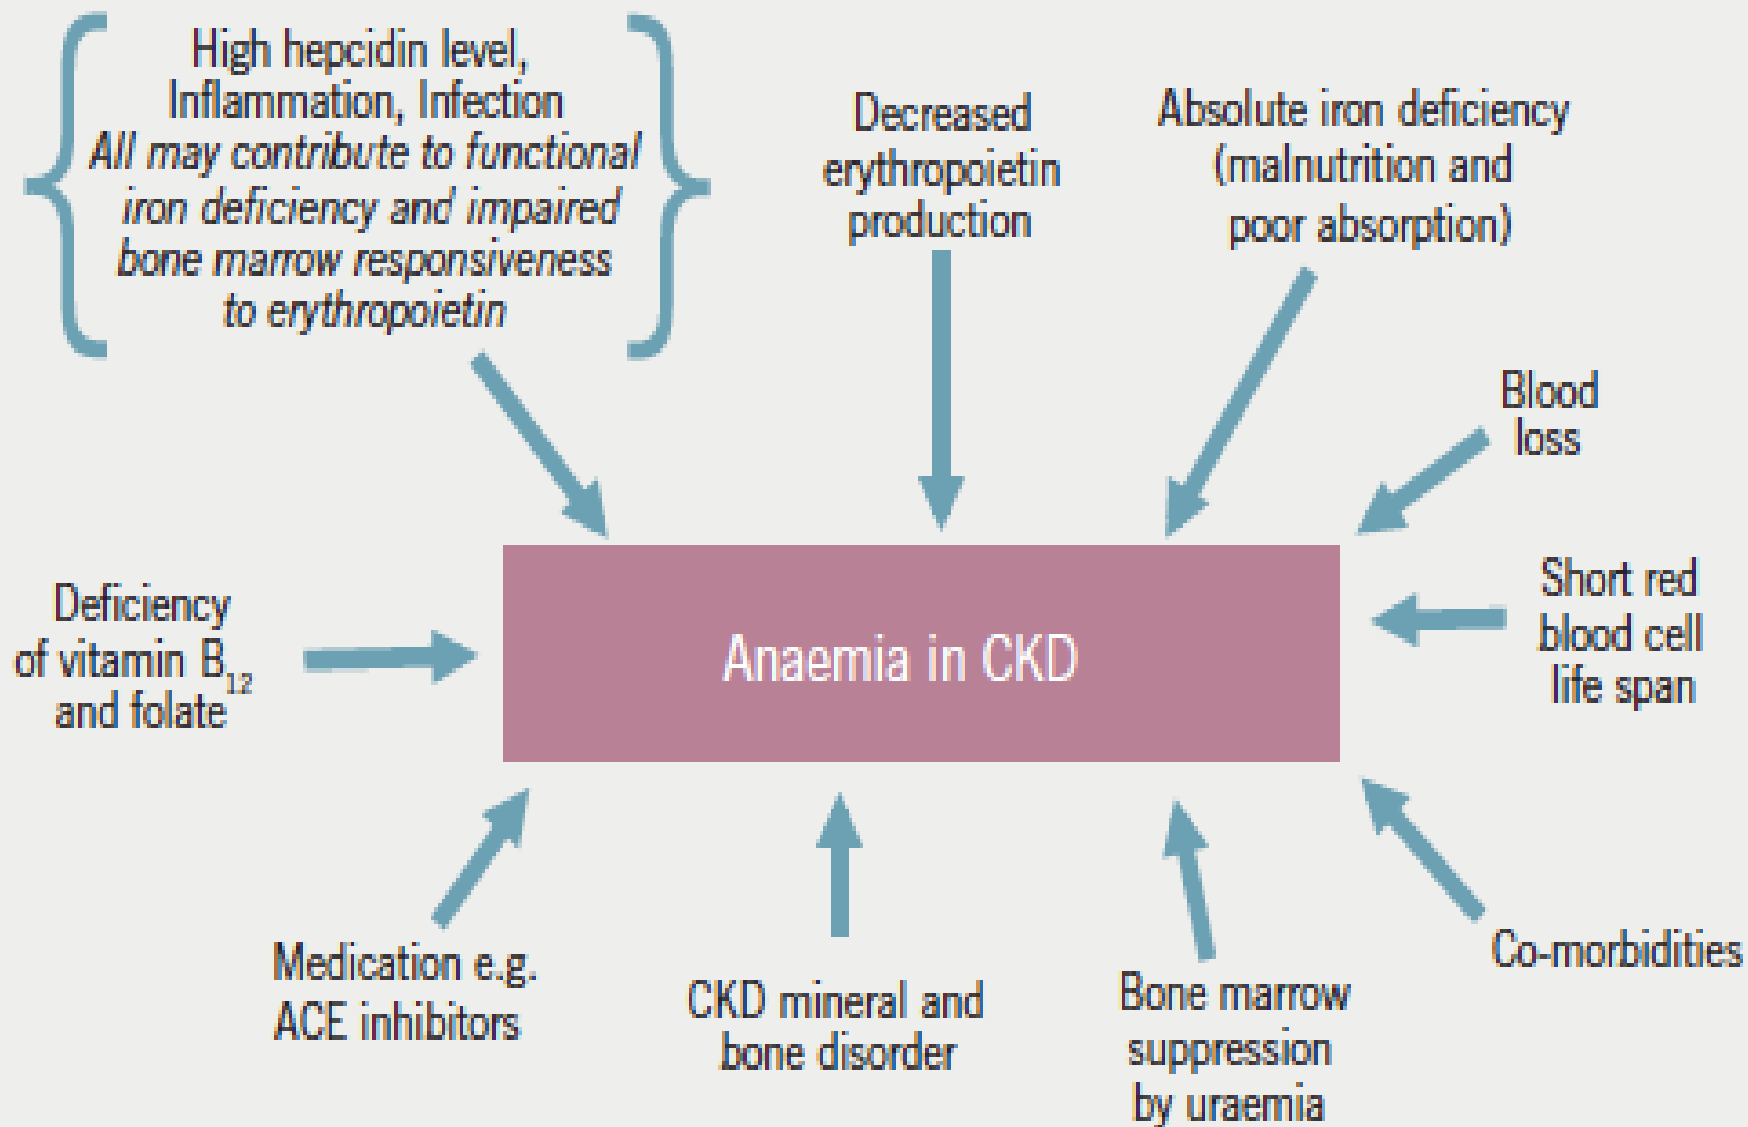 High hepcidin level,
Inflammation, Infection
All may contribute to functional
iron deficiency and impaired
bone marrow responsiveness
to erythropoietin
Decreased
erythropoietin
production
Absolute iron deficiency
(malnutrition and
poor absorption)
Blood
loss
Short red
blood cell
life span
Deficiency
of vitamin B₁₂
and folate
Anaemia in CKD
Medication e.g.
ACE inhibitors
CKD mineral and
bone disorder
Bone marrow
suppression
by uraemia
Co-morbidities